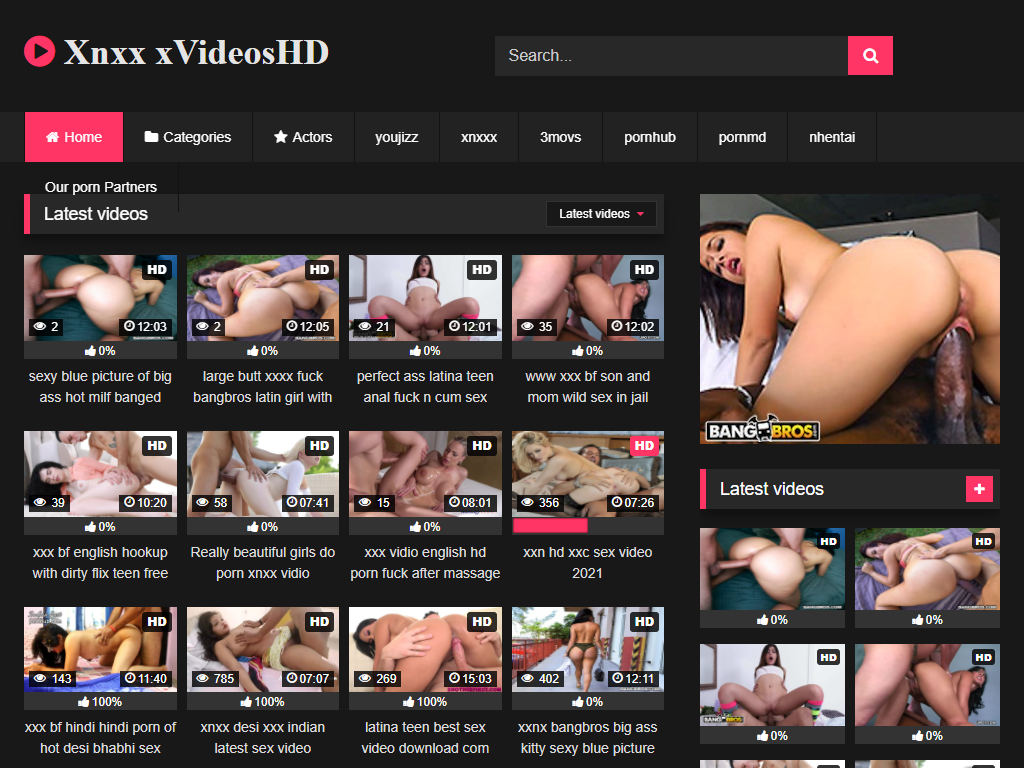 Xnxx xVideosHD
Search...
Home
Categories
Actors
youjizz
xnxxx
3movs
pornhub
pornmd
nhentai
Our porn Partners
Latest videos
Latest videos
HD
2
12:03
0%
sexy blue picture of big
ass hot milf banged
HD
2
12:05
0%
large butt xxxx fuck
bangbros latin girl with
HD
21
12:01
0%
perfect ass latina teen
anal fuck n cum sex
HD
35
12:02
0%
www xxx bf son and
mom wild sex in jail
HD
39
10:20
0%
xxx bf english hookup
with dirty flix teen free
HD
58
07:41
0%
Really beautiful girls do
porn xnxx vidio
HD
15
08:01
0%
xxx vidio english hd
porn fuck after massage
HD
356
07:26
xxn hd xxc sex video
2021
HD
143
11:40
100%
xxx bf hindi hindi porn of
hot desi bhabhi sex
HD
785
07:07
100%
xnxx desi xxx indian
latest sex video
HD
269
15:03
100%
latina teen best sex
video download com
HD
402
12:11
0%
xxnx bangbros big ass
kitty sexy blue picture
BANGBROS
Latest videos
+
HD
0%
HD
0%
HD
BANGBROS
0%
HD
0%